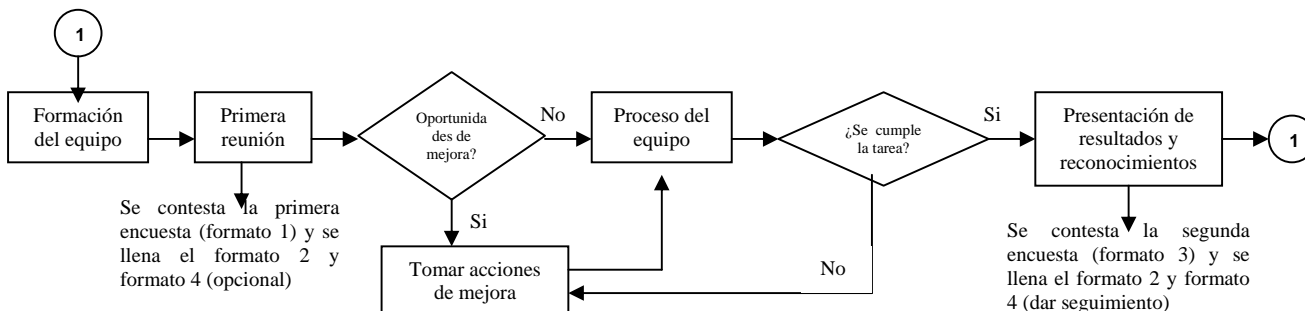 1
Formación
del equipo
Primera
reunión
Oportunida
des de
mejora?
No
Si
Proceso del
equipo
¿Se cumple
la tarea?
Si
No
Presentación de
resultados y
reconocimientos
1
Se contesta la primera
encuesta (formato 1) y se
llena el formato 2 y
formato 4 (opcional)
Tomar acciones
de mejora
Se contesta la segunda
encuesta (formato 3) y se
llena el formato 2 y formato
4 (dar seguimiento)